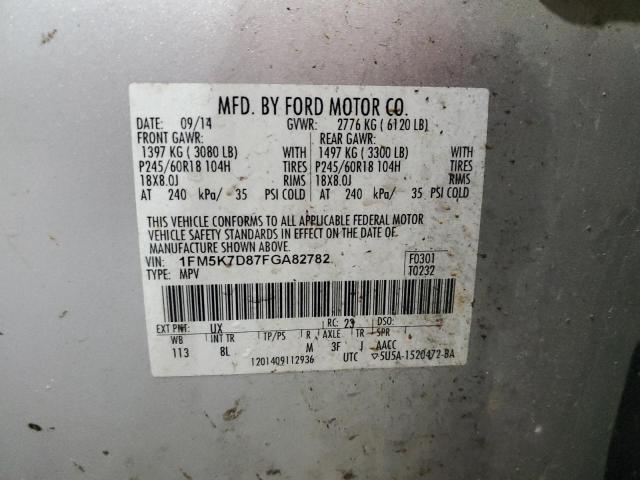 MFD. BY FORD MOTOR CO.
DATE: 09/14 GVWR: 2776 KG ( 6120 LB)
FRONT GAWR: REAR GAWR:
1397 KG ( 3080 LB) WITH 1497 KG ( 3300 LB) WITH
P245/60R18 104H TIRES P245/60R18 104H TIRES
18X8.0J RIMS 18X8.0J RIMS
AT 240 kPa/ 35 PSI COLD AT 240 kPa/ 35 PSI COLD
THIS VEHICLE CONFORMS TO ALL APPLICABLE FEDERAL MOTOR
VEHICLE SAFETY STANDARDS IN EFFECT ON THE DATE OF
MANUFACTURE SHOWN ABOVE.
VIN: 1FM5K7D87FGA82782 F0301
TYPE: MPV T0232
EXT PNT: UX RC: 23 DSO:
WB INT TR TP/PS R AXLE TR SPR
113 8L M 3F J AACC
1201409112936 UTC ▽5U5A-1520472-BA